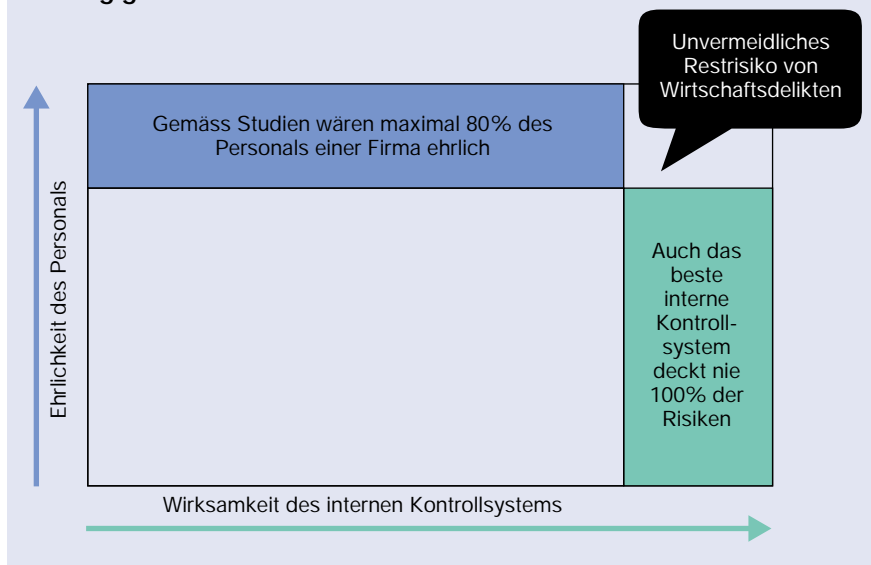 Unvermeidliches
Restrisiko von
Wirtschaftsdelikten
Gemäss Studien wären maximal 80% des
Personals einer Firma ehrlich
Ehrlichkeit des Personals
Auch das
beste
interne
Kontroll-
system
deckt nie
100% der
Risiken
Wirksamkeit des internen Kontrollsystems